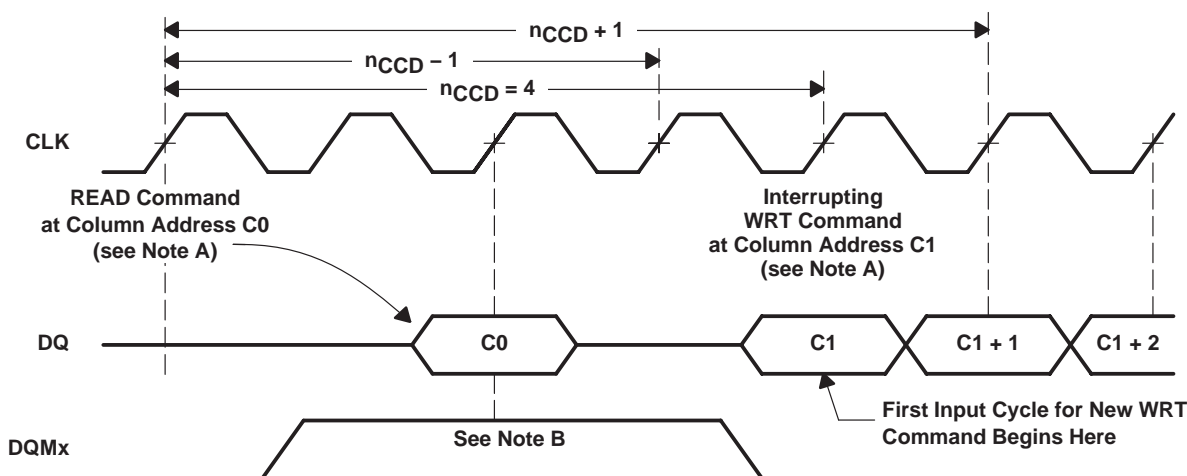 nCCD + 1
nCCD – 1
nCCD = 4
CLK
READ Command
at Column Address C0
(see Note A)
Interrupting
WRT Command
at Column Address C1
(see Note A)
DQ
C0
C1
C1 + 1
C1 + 2
First Input Cycle for New WRT
Command Begins Here
DQMx
See Note B